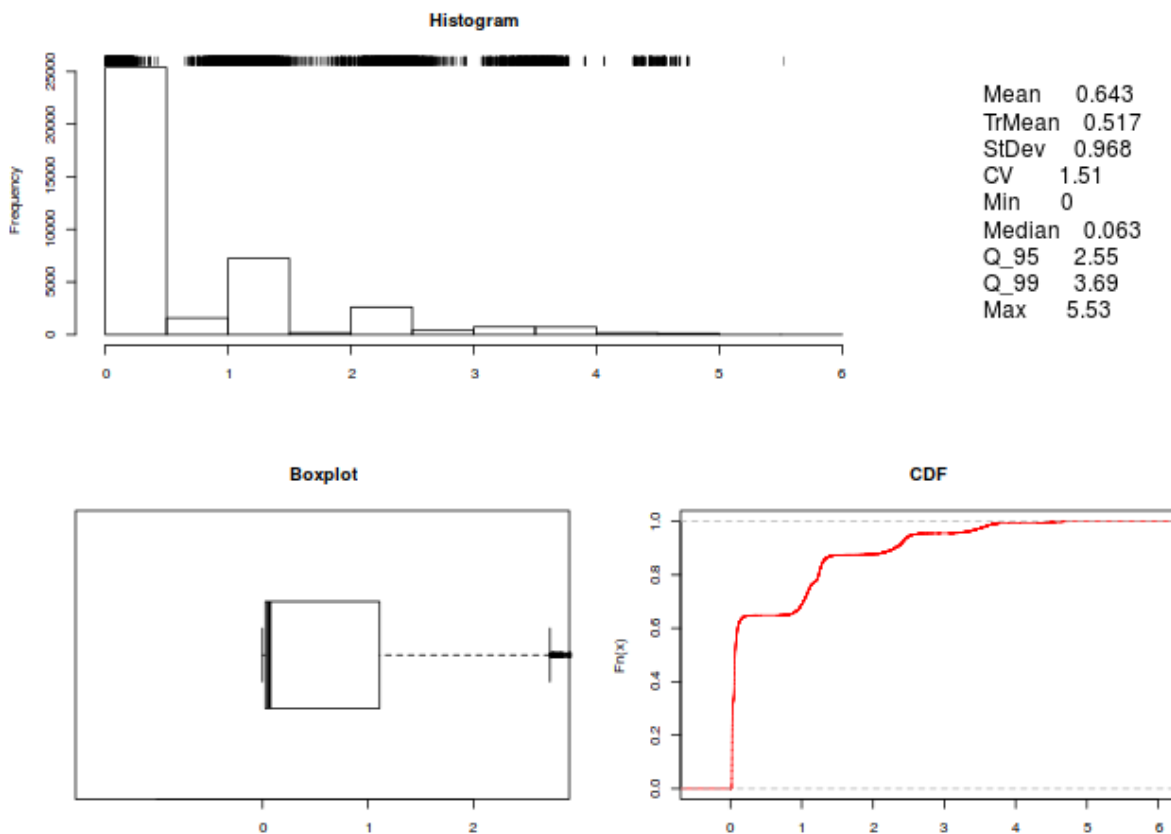 Histogram
Frequency
25000
20000
15000
10000
5000
0
0 1 2 3 4 5 6
Mean 0.643
TrMean 0.517
StDev 0.968
CV 1.51
Min 0
Median 0.063
Q_95 2.55
Q_99 3.69
Max 5.53
Boxplot
0 1 2
CDF
Fn(x)
1.0
0.8
0.6
0.4
0.2
0.0
0 1 2 3 4 5 6